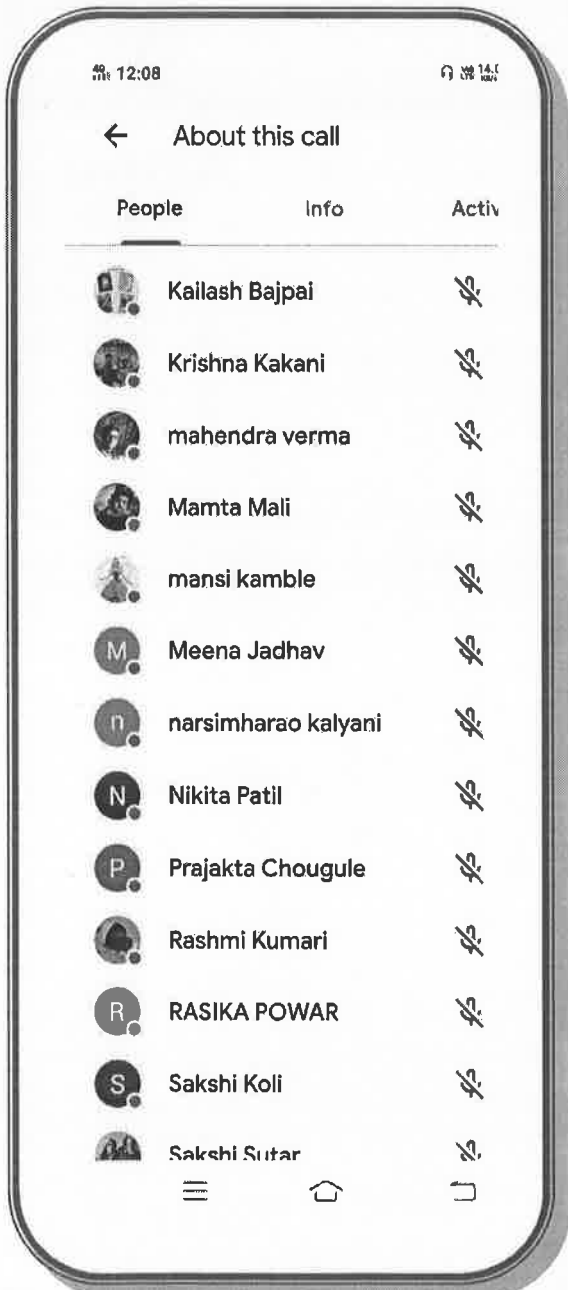 12:08
← About this call
People Info Activ
Kailash Bajpai
Krishna Kakani
mahendra verma
Mamta Mali
mansi kamble
M Meena Jadhav
n narsimharao kalyani
N Nikita Patil
P Prajakta Chougule
Rashmi Kumari
R RASIKA POWAR
S Sakshi Koli
Sakshi Sutar